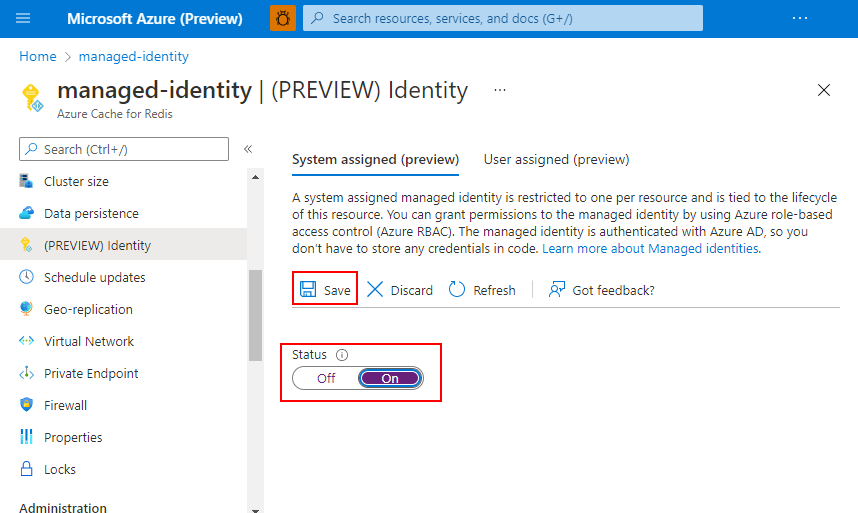 Microsoft Azure (Preview)
Search resources, services, and docs (G+/)
...
Home > managed-identity
managed-identity | (PREVIEW) Identity ...
Azure Cache for Redis
Search (Ctrl+/)
«
Cluster size
Data persistence
(PREVIEW) Identity
Schedule updates
Geo-replication
Virtual Network
Private Endpoint
Firewall
Properties
Locks
Administration
System assigned (preview) User assigned (preview)
A system assigned managed identity is restricted to one per resource and is tied to the lifecycle
of this resource. You can grant permissions to the managed identity by using Azure role-based
access control (Azure RBAC). The managed identity is authenticated with Azure AD, so you
don't have to store any credentials in code. Learn more about Managed identities.
Save Discard Refresh Got feedback?
Status
Off On